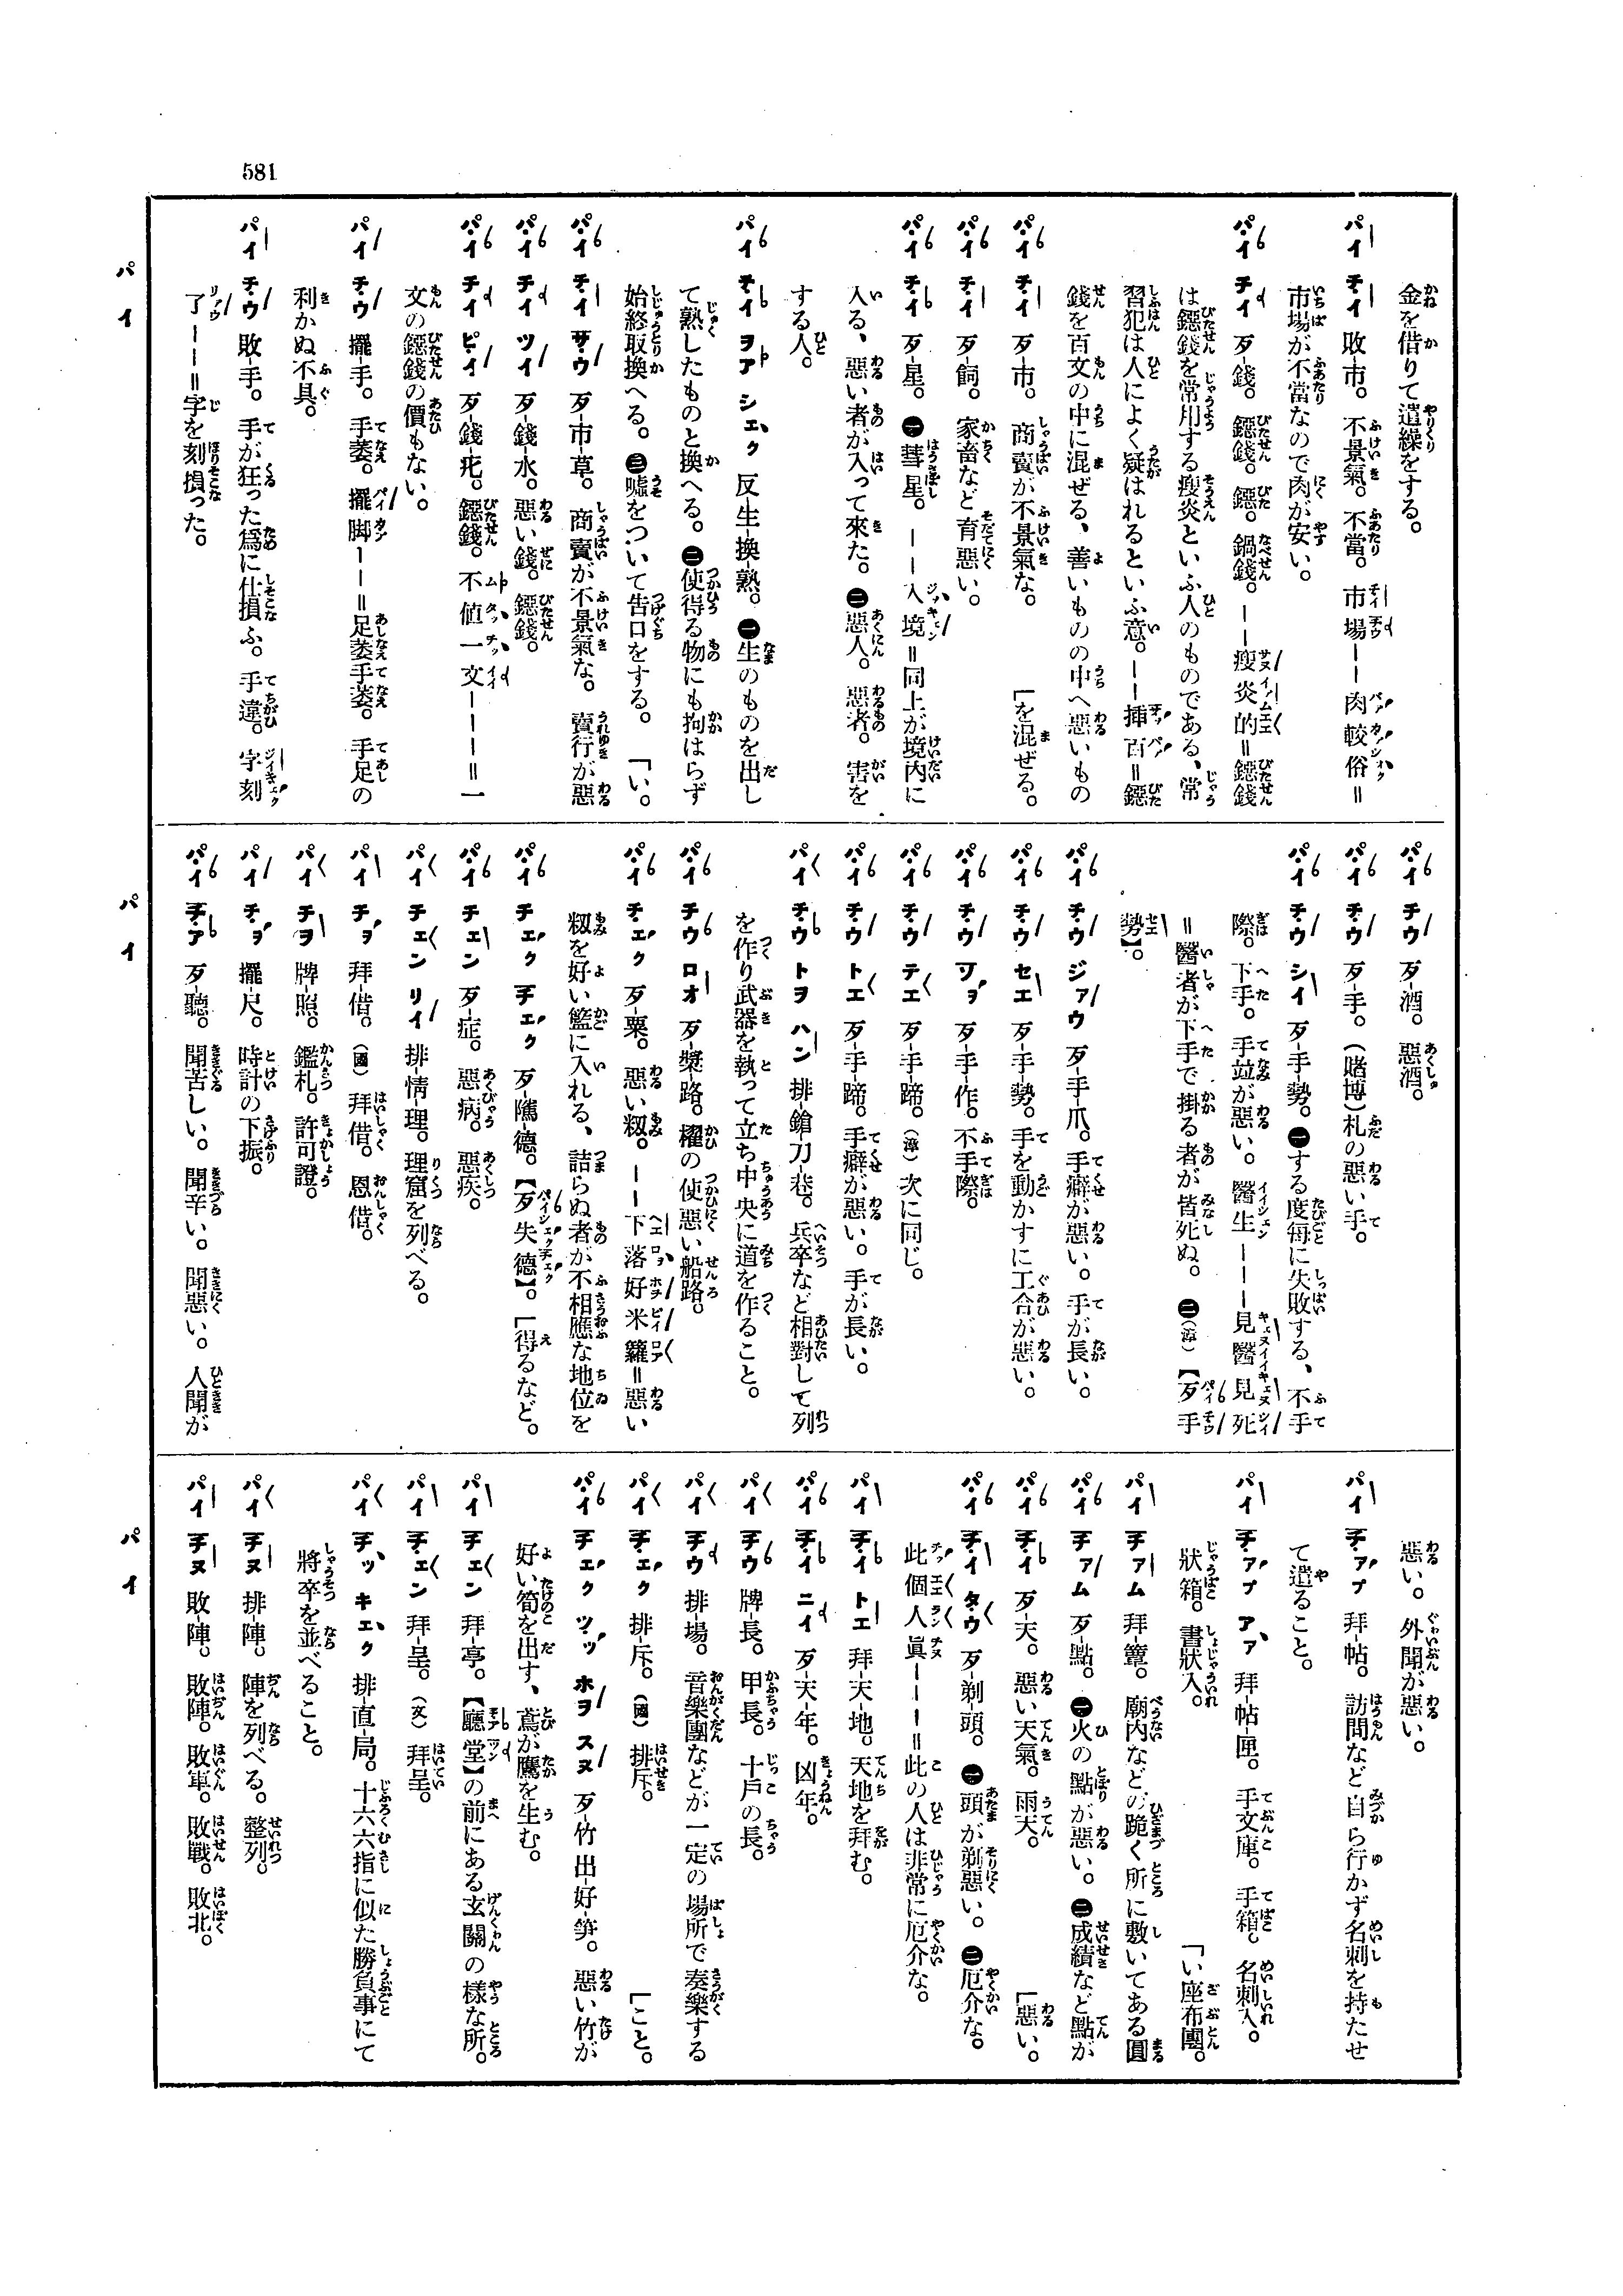 581
金を借りて遣繰をする。
パイ チイ 敗-市。不景氣。不當。市場ーー肉較俗＝
市場が不當なので肉が安い。
パイ チイ 歹-錢。鐚錢。鐚。鍋錢。ーー瘦炎的＝鐚錢
は鐚錢を常用する瘦炎といふ人のものである、常
習犯は人によく疑はれるといふ意。ーー揷百＝鐚
錢を百文の中に混ぜる、善いものの中へ惡いもの
［を混ぜる。
パイ チイ 歹-市。商賣が不景氣な。
パイ チイ 歹-飼。家畜など育惡い。
パイ チイ 歹-星。㊀彗星。ーー入境＝同上が境內に
入る、惡い者が入って來た。㊁惡人。惡者。害を
する人。
パイ チイ ヲア シェク 反-生-換-熟。㊀生のものを出し
て熟したものと換へる。㊁使得る物にも拘はらず
始終取換へる。㊂嘘をついて告口をする。「い。
パイ チイ サウ 歹-市-草。商賣が不景氣な。賣行が惡
パイ チイ ツイ 歹-錢-水。惡い錢。鐚錢。
パイ チイ ピイ 歹-錢-疕。鐚錢。不値一文ーーーー＝一
文の鐚錢の價もない。
パイ チウ 擺-手。手萎。擺脚ーー＝足萎手萎。手足の
利かぬ不具。
パイ チウ 敗-手。手が狂った爲に仕損ふ。手違。字刻
了ーーー＝字を刻損った。
パイ チウ 歹-酒。惡酒。
パイ チウ 歹-手。（賭博）札の惡い手。
パイ チウ シイ 歹-手-勢。㊀する度每に失敗する、不手
際。下手。手竝が惡い。醫生ーーー見醫見死
＝醫者が下手で掛る者が皆死ぬ。㊁（漳）【歹手
勢】。
パイ チウ ジァウ 歹-手-爪。手癖が惡い。手が長い。
パイ チウ セエ 歹-手-勢。手を動かすに工合が惡い。
パイ チウ ソヲ 歹-手-作。不手際。
パイ チウ テエ 歹-手-蹄。（漳）次に同じ。
パイ チウ トエ 歹-手-蹄。手癖が惡い。手が長い。
パイ チウ トヲ ハン 排-鎗-刀-巷。兵卒など相對して列
を作り武器を執って立ち中央に道を作ること。
パイ チウ ロオ 歹-槳-路。櫂の使惡い船路。
パイ チェク 歹-粟。惡い籾。ーー下落好米籮＝惡い
籾を好い籃に入れる、詰らぬ者が不相應な地位を
［得るなど。
パイ チェク チェク 歹-隲-德。【歹失德】。
パイ チェン 歹-症。惡病。惡疾。
パイ チェン リイ 排-情-理。理窟を列べる。
パイ チヲ 拜-借。（國）拜借。恩借。
パイ チヲ 牌-照。鑑札。許可證。
パイ チヲ 擺-尺。時計の下振。
パイ チア 歹-聽。聞苦しい。聞辛い。聞惡い。人聞が
惡い。外聞が惡い。
パイ チァプ 拜-帖。訪問など自ら行かず名刺を持たせ
て遣ること。
パイ チァプ アァ 拜-帖-匣。手文庫。手箱。名刺入。
狀箱。書狀入。「い座布團。
パイ チァム 拜-簟。廟內などの跪く所に敷いてある圓
パイ チァム 歹-點。㊀火の點が惡い。㊁成績など點が
［惡い。
パイ チイ 歹-天。惡い天氣。雨天。
パイ チイ タウ 歹-剃-頭。㊀頭が剃惡い。㊁厄介な。
此個人眞ーーー＝此の人は非常に厄介な。
パイ チイ トエ 拜-天-地。天地を拜む。
パイ チイ ニイ 歹-天-年。凶年。
パイ チウ 牌-長。甲長。十戶の長。
パイ チウ 排-場。音樂團などが一定の場所で奏樂する
［こと。
パイ チェク 排-斥。（國）排斥。
パイ チェク ツッ ホヲ スヌ 歹-竹-出-好-笋。惡い竹が
好い筍を出す、鳶が鷹を生む。
パイ チェン 拜-亭。【廳堂】の前にある玄關の樣な所。
パイ チェン 拜-呈。（文）拜呈。
パイ チッ キェク 排-直-局。十六六指に似た勝負事にて
將卒を並べること。
パイ チヌ 排-陣。陣を列べる。整列。
パイ チヌ 敗-陣。敗陣。敗軍。敗戰。敗北。
パイ
パイ
パイ